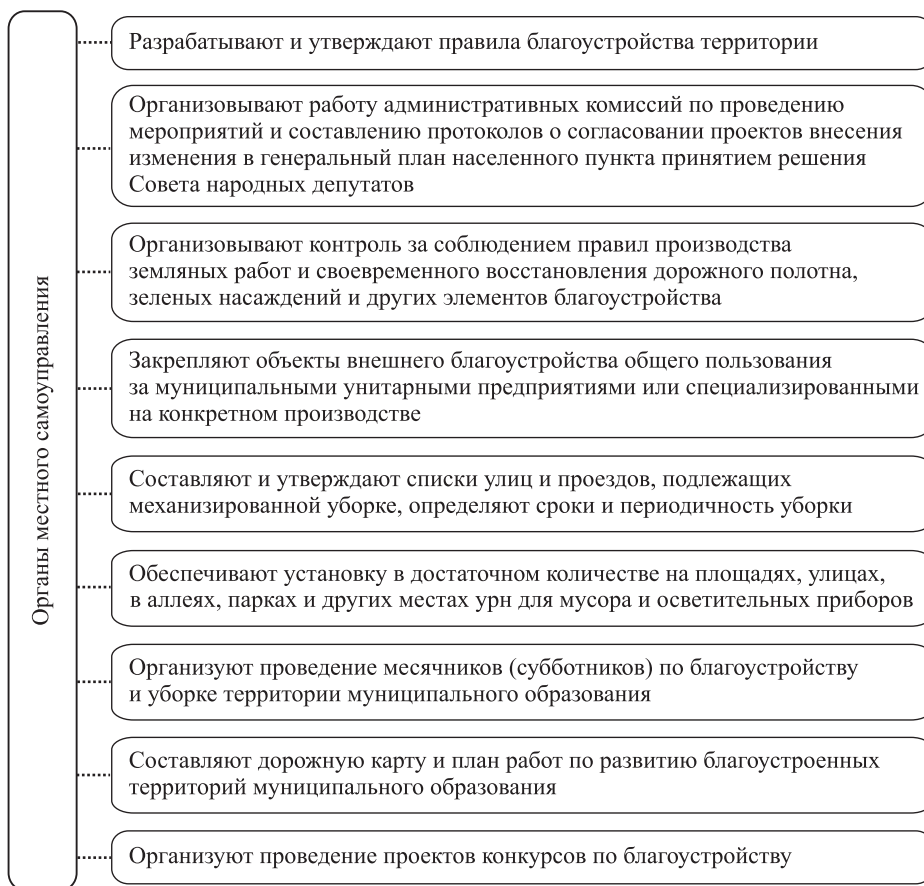 Органы местного самоуправления
Разрабатывают и утверждают правила благоустройства территории
Организовывают работу административных комиссий по проведению
мероприятий и составлению протоколов о согласовании проектов внесения
изменения в генеральный план населенного пункта принятием решения
Совета народных депутатов
Организовывают контроль за соблюдением правил производства
земляных работ и своевременного восстановления дорожного полотна,
зеленых насаждений и других элементов благоустройства
Закрепляют объекты внешнего благоустройства общего пользования
за муниципальными унитарными предприятиями или специализированными
на конкретном производстве
Составляют и утверждают списки улиц и проездов, подлежащих
механизированной уборке, определяют сроки и периодичность уборки
Обеспечивают установку в достаточном количестве на площадях, улицах,
в аллеях, парках и других местах урн для мусора и осветительных приборов
Организуют проведение месячников (субботников) по благоустройству
и уборке территории муниципального образования
Составляют дорожную карту и план работ по развитию благоустроенных
территорий муниципального образования
Организуют проведение проектов конкурсов по благоустройству